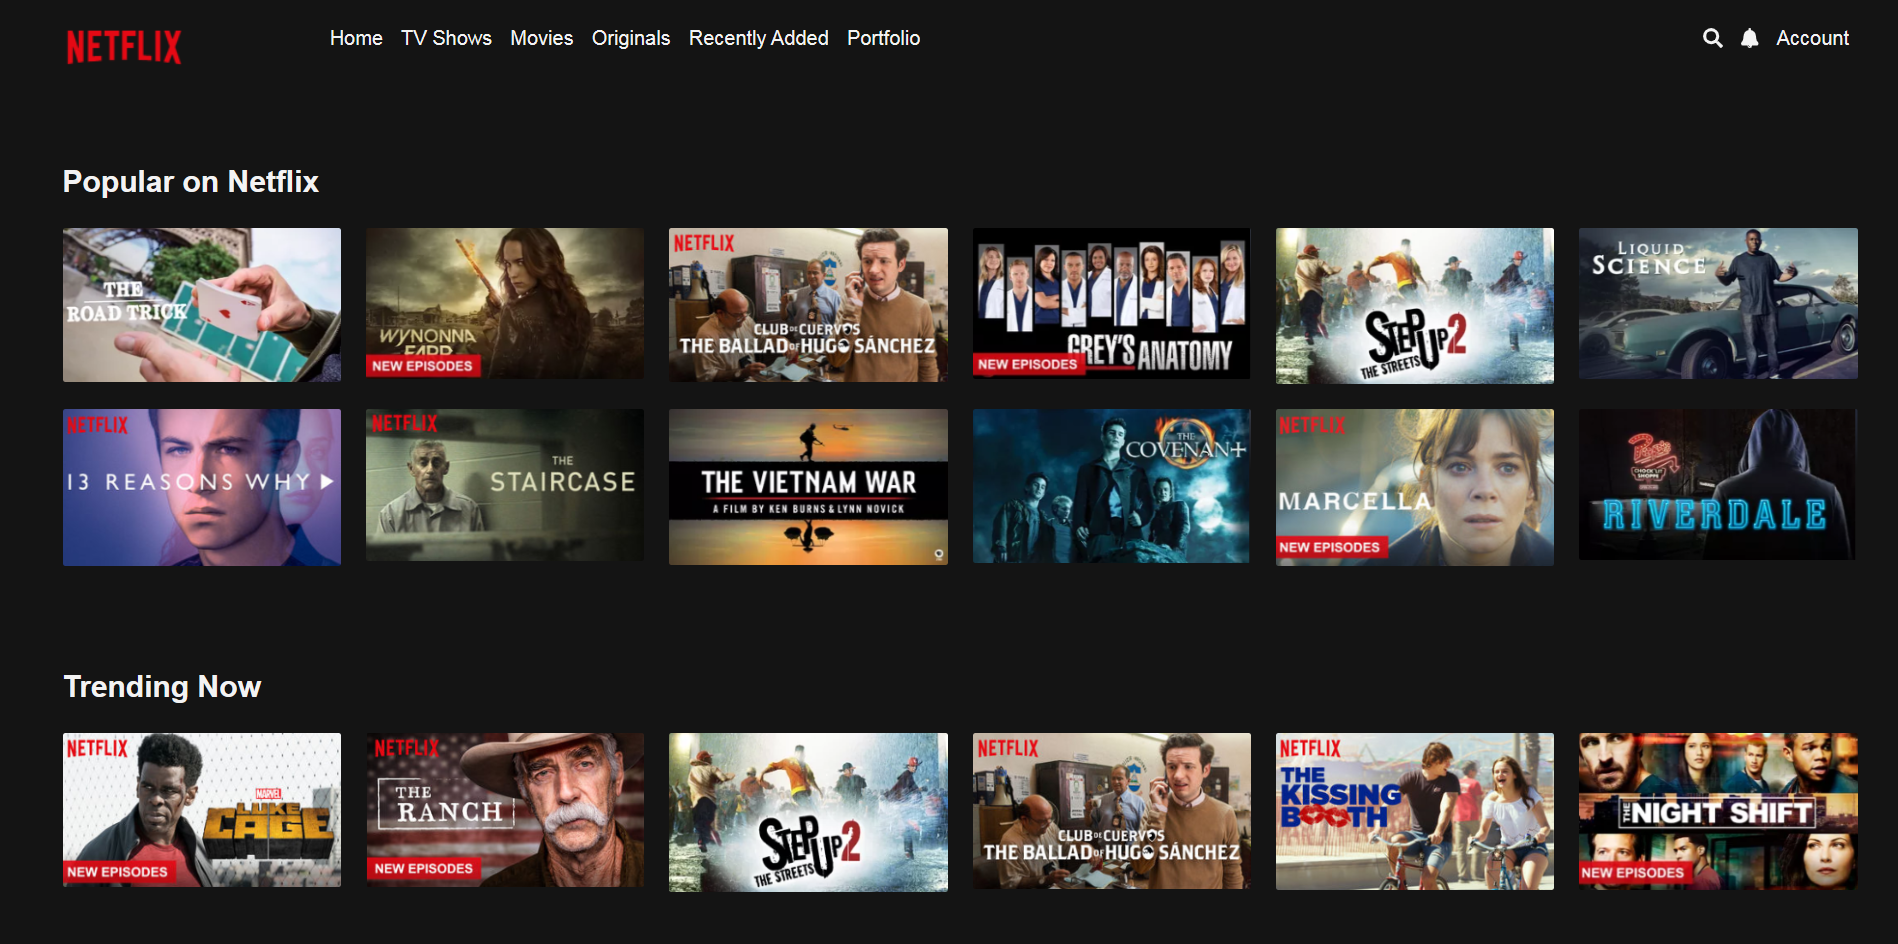 NETFLIX
Home TV Shows Movies Originals Recently Added Portfolio
Account
Popular on Netflix
THE
ROAD TRICK
WYNONNA
EARP
NEW EPISODES
NETFLIX
CLUB DE CUERVOS
THE BALLAD OF HUGO SÁNCHEZ
GREY'S ANATOMY
NEW EPISODES
STEP UP 2
THE STREETS
LIQUID
SCIENCE
NETFLIX
13 REASONS WHY
NETFLIX
THE
STAIRCASE
THE VIETNAM WAR
A FILM BY KEN BURNS & LYNN NOVICK
THE
COVENANT
NETFLIX
MARCELLA
NEW EPISODES
CHOCK'LIT
SHOPPE
RIVERDALE
Trending Now
NETFLIX
MARVEL
LUKE
CAGE
NEW EPISODES
NETFLIX
THE
RANCH
NEW EPISODES
STEP UP 2
THE STREETS
NETFLIX
CLUB DE CUERVOS
THE BALLAD OF HUGO SÁNCHEZ
NETFLIX
THE
KISSING
BOOTH
THE NIGHT SHIFT
NEW EPISODES